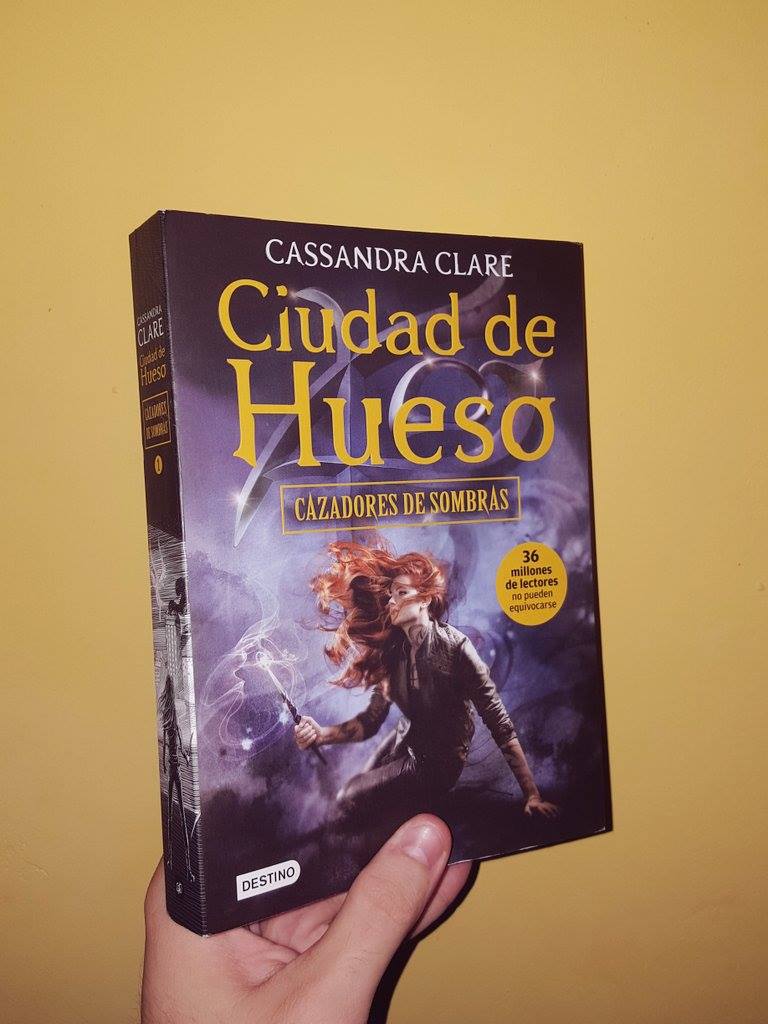 CASSANDRA CLARE
Ciudad de
Hueso
CAZADORES DE SOMBRAS
36
millones
de lectores
no pueden
equivocarse
DESTINO
CASSANDRA
CLARE
Ciudad de
Hueso
CAZADORES
DE SOMBRAS
1